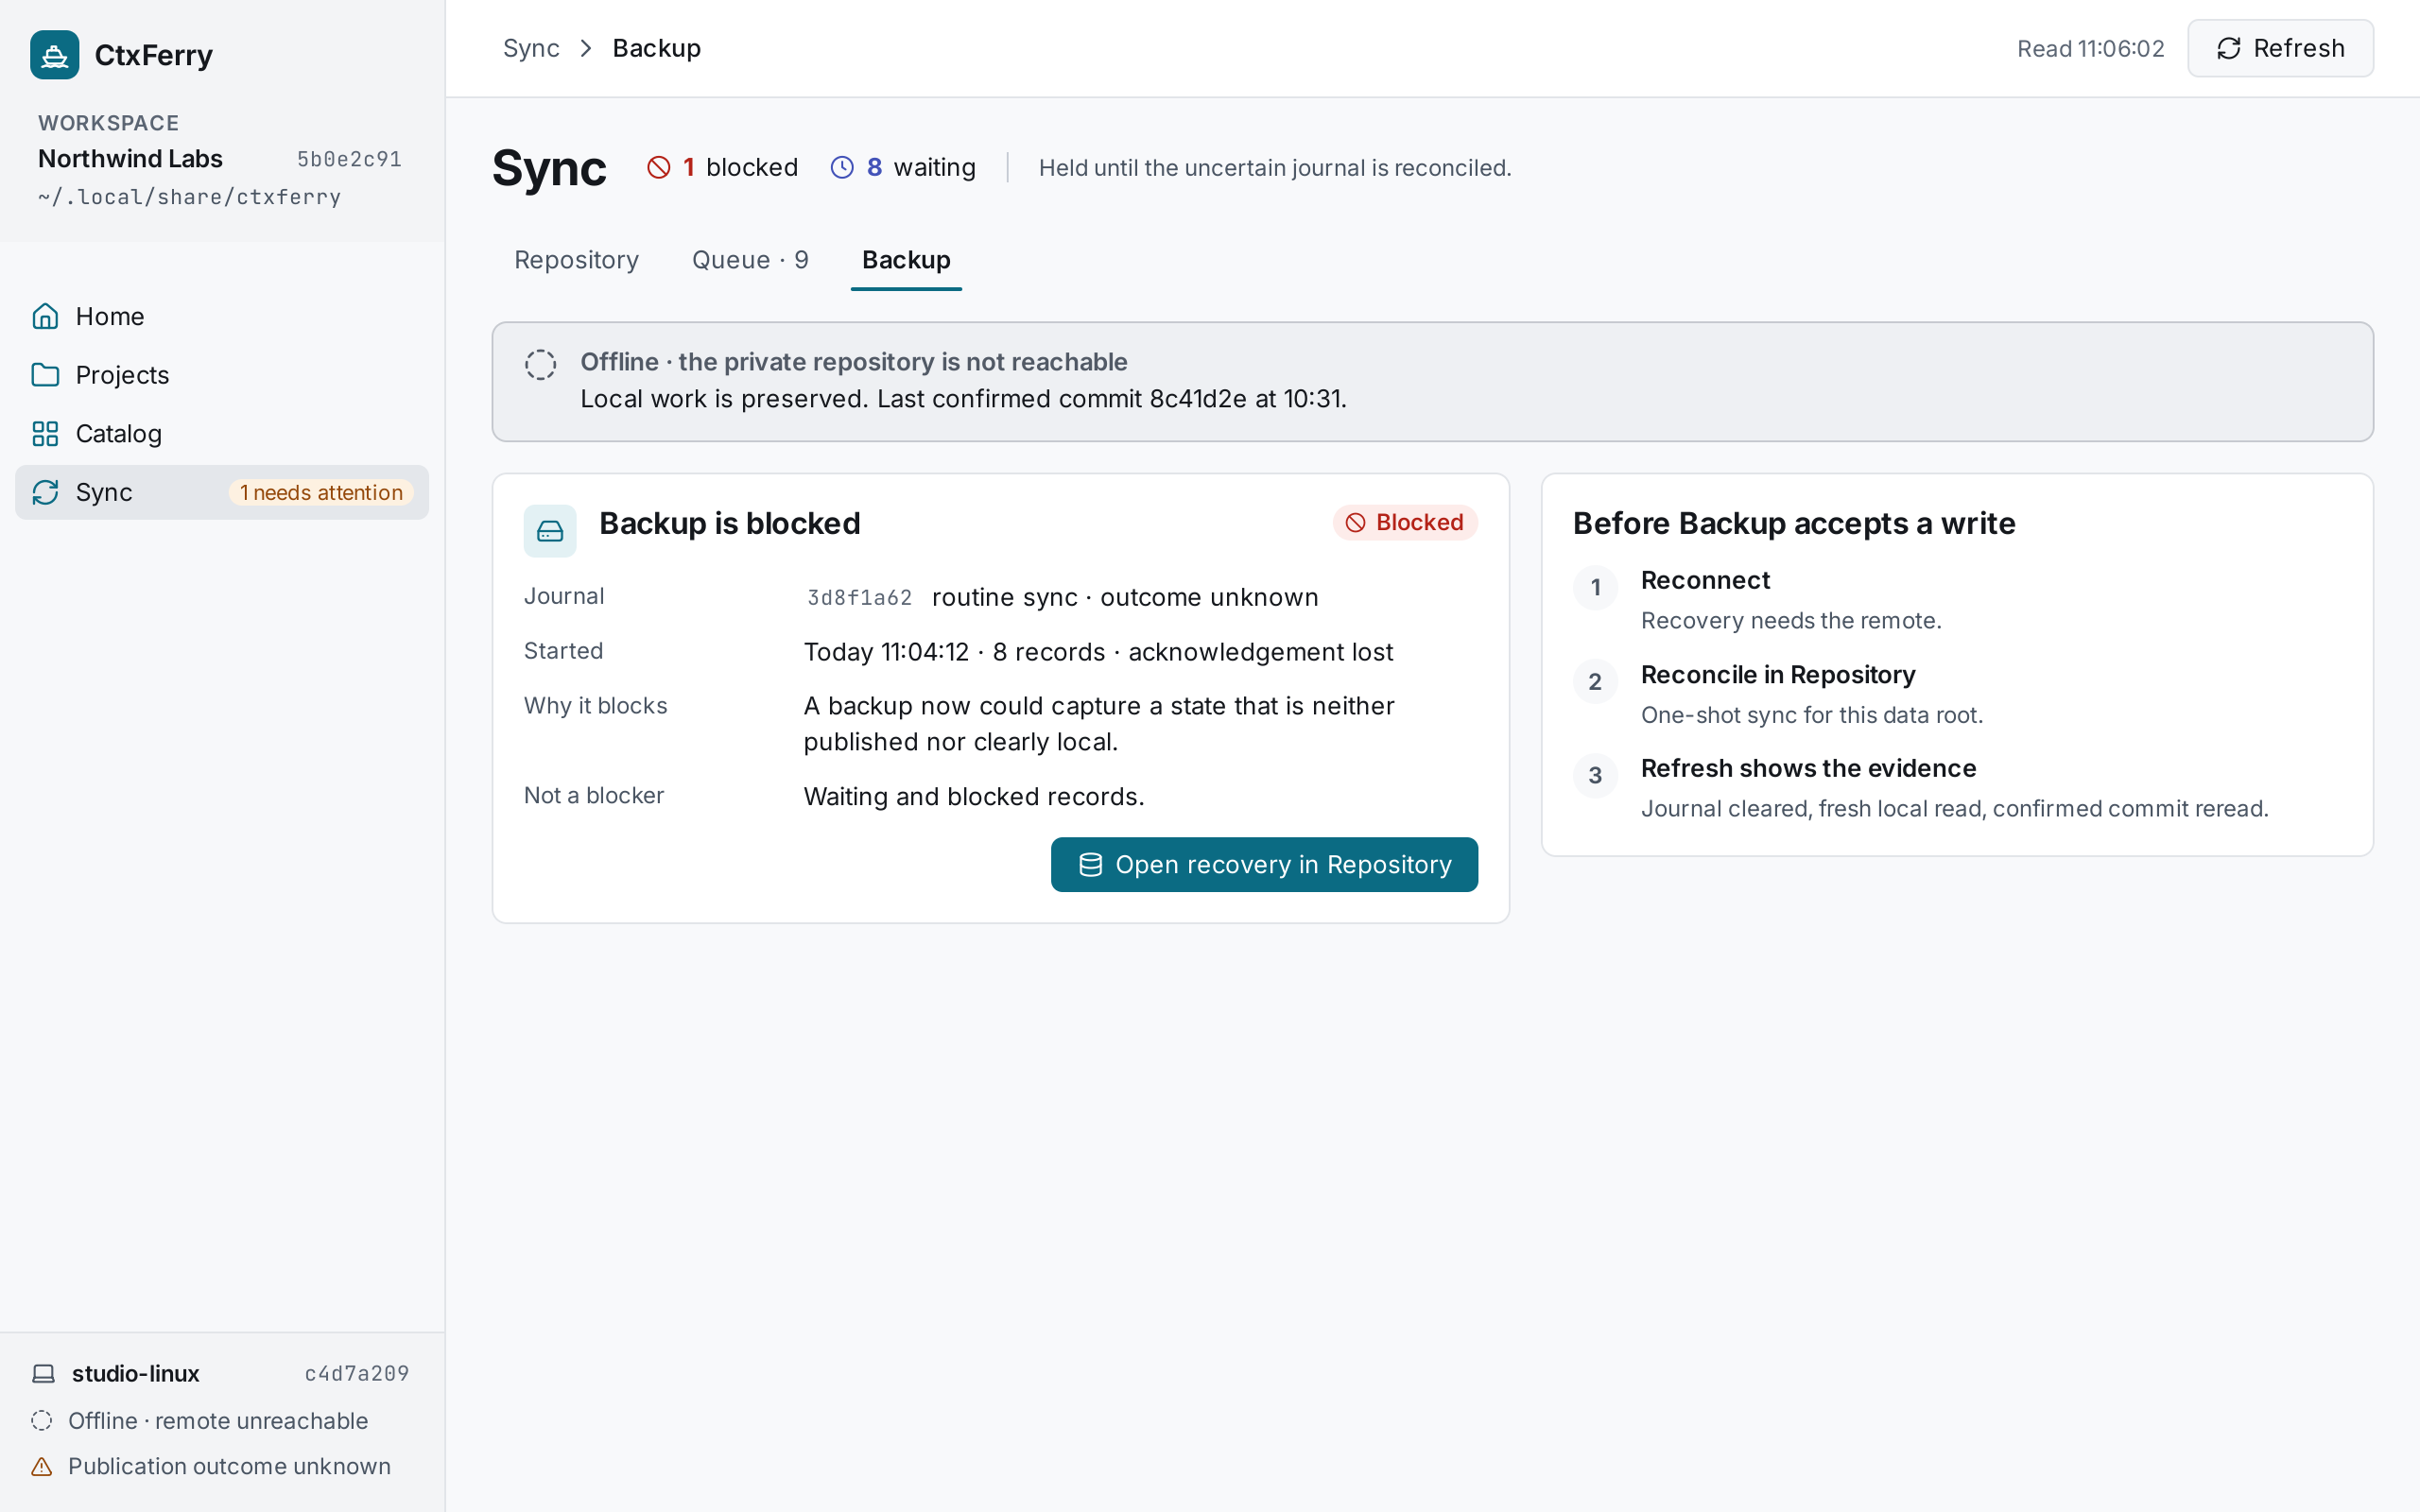 CtxFerry
WORKSPACE
Northwind Labs 5b0e2c91
~/.local/share/ctxferry
Home
Projects
Catalog
Sync 1 needs attention
studio-linux c4d7a209
Offline · remote unreachable
Publication outcome unknown
Sync > Backup
Read 11:06:02 Refresh
Sync 1 blocked 8 waiting Held until the uncertain journal is reconciled.
Repository Queue · 9 Backup
Offline · the private repository is not reachable
Local work is preserved. Last confirmed commit 8c41d2e at 10:31.
Backup is blocked Blocked
Journal 3d8f1a62 routine sync · outcome unknown
Started Today 11:04:12 · 8 records · acknowledgement lost
Why it blocks A backup now could capture a state that is neither
published nor clearly local.
Not a blocker Waiting and blocked records.
Open recovery in Repository
Before Backup accepts a write
1 Reconnect
Recovery needs the remote.
2 Reconcile in Repository
One-shot sync for this data root.
3 Refresh shows the evidence
Journal cleared, fresh local read, confirmed commit reread.